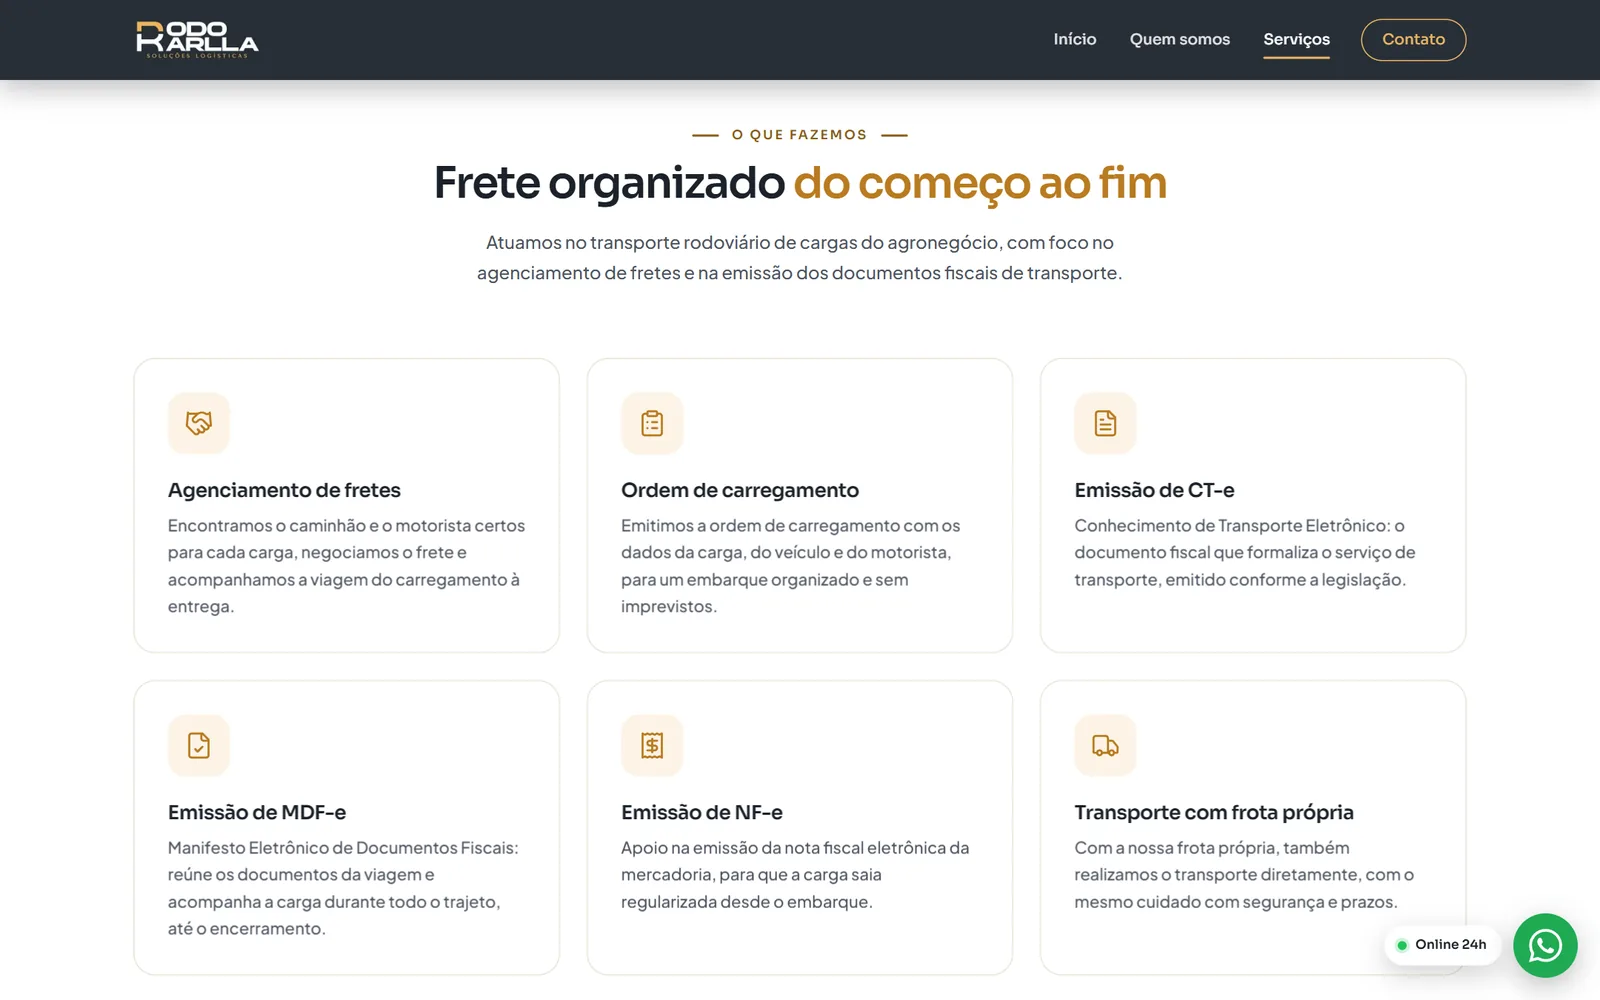 RODO
KARLLA
SOLUÇÕES LOGÍSTICAS
Início
Quem somos
Serviços
Contato
O QUE FAZEMOS
Frete organizado do começo ao fim
Atuamos no transporte rodoviário de cargas do agronegócio, com foco no
agenciamento de fretes e na emissão dos documentos fiscais de transporte.
Agenciamento de fretes
Encontramos o caminhão e o motorista certos
para cada carga, negociamos o frete e
acompanhamos a viagem do carregamento à
entrega.
Ordem de carregamento
Emitimos a ordem de carregamento com os
dados da carga, do veículo e do motorista,
para um embarque organizado e sem
imprevistos.
Emissão de CT-e
Conhecimento de Transporte Eletrônico: o
documento fiscal que formaliza o serviço de
transporte, emitido conforme a legislação.
Emissão de MDF-e
Manifesto Eletrônico de Documentos Fiscais:
reúne os documentos da viagem e
acompanha a carga durante todo o trajeto,
até o encerramento.
Emissão de NF-e
Apoio na emissão da nota fiscal eletrônica da
mercadoria, para que a carga saia
regularizada desde o embarque.
Transporte com frota própria
Com a nossa frota própria, também
realizamos o transporte diretamente, com o
mesmo cuidado com segurança e prazos.
Online 24h